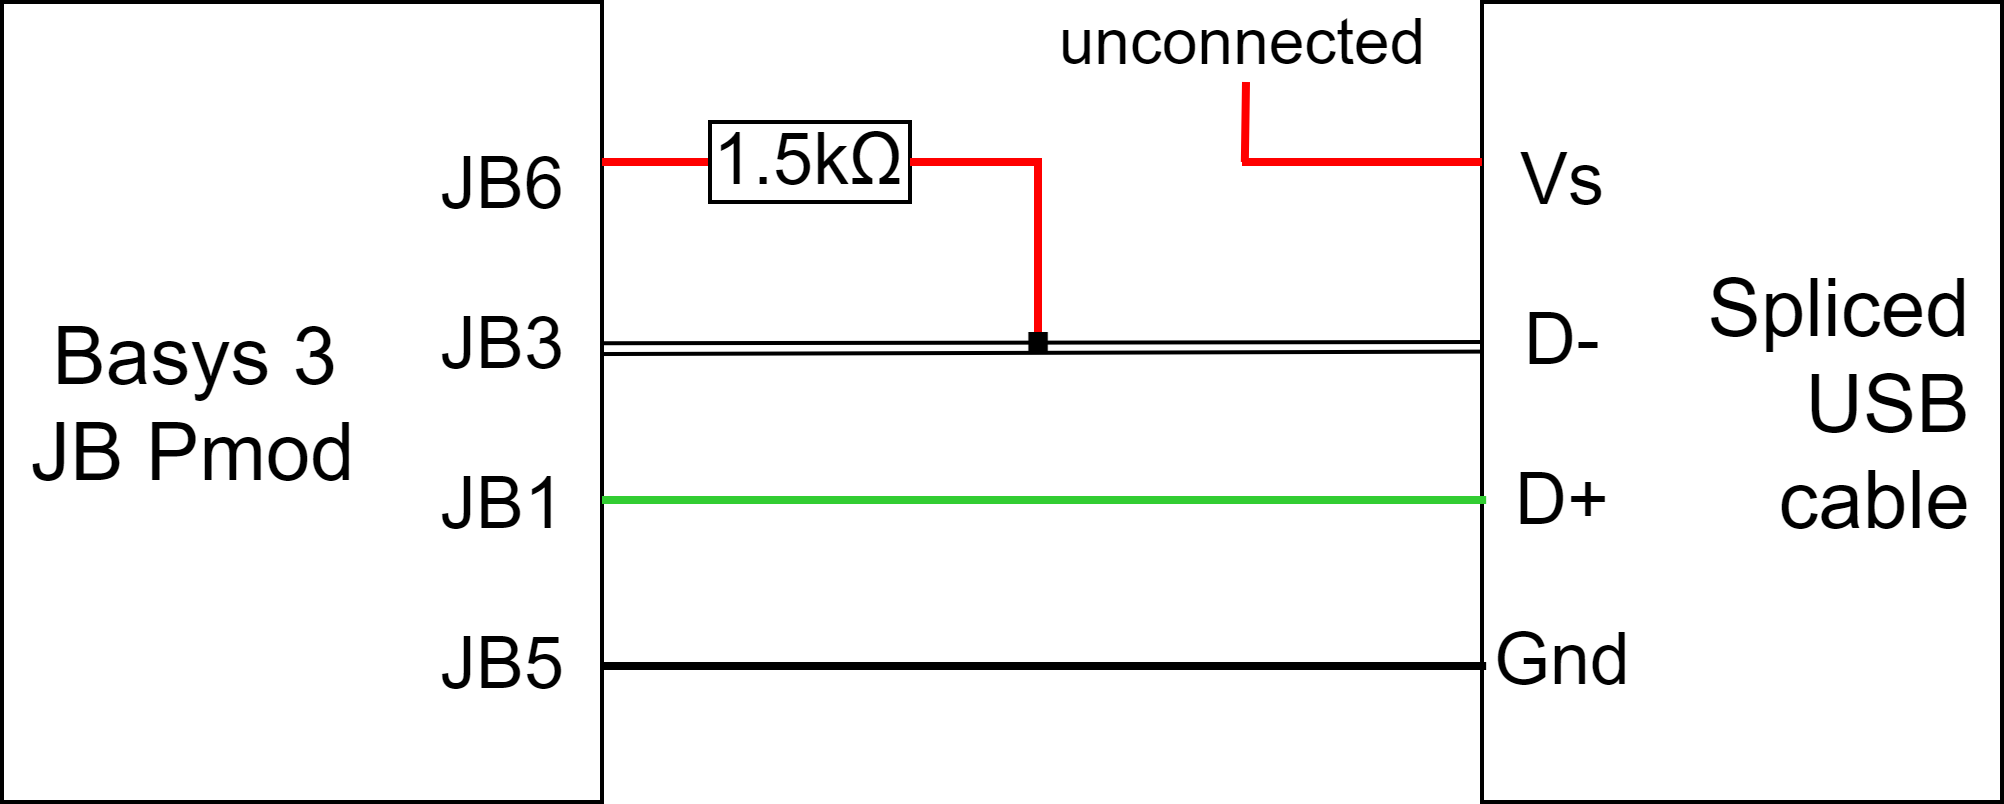 unconnected
JB6
1.5kΩ
Vs
JB3
D-
Basys 3
JB Pmod
Spliced
USB
cable
JB1
D+
JB5
Gnd